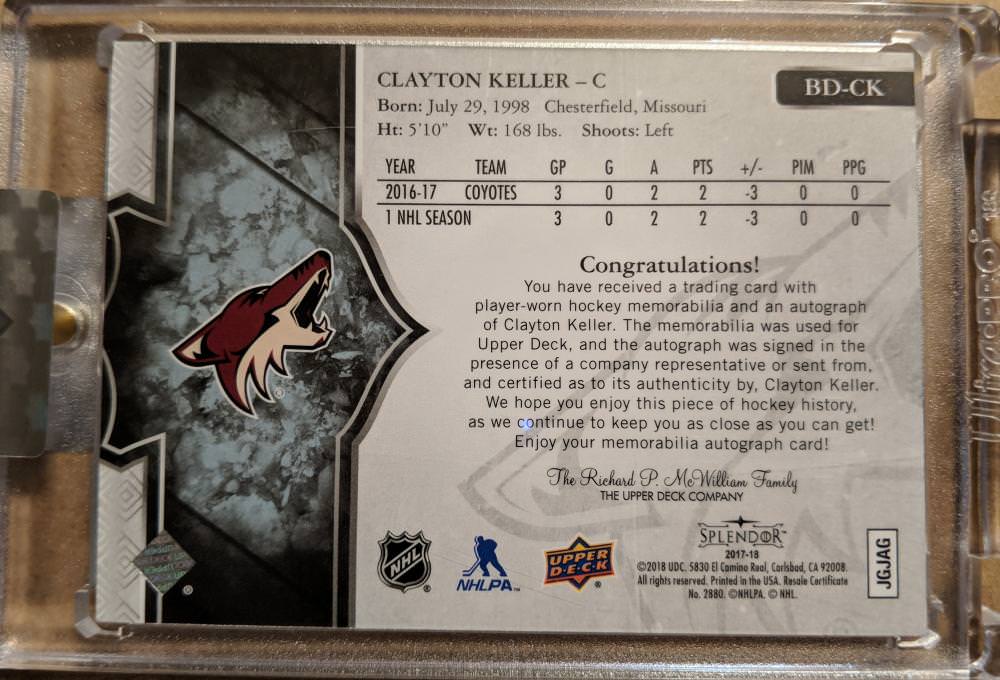 CLAYTON KELLER – C
BD-CK
Born: July 29, 1998 Chesterfield, Missouri
Ht: 5'10" Wt: 168 lbs. Shoots: Left
YEAR TEAM GP G A PTS +/- PIM PPG
2016-17 COYOTES 3 0 2 2 -3 0 0
1 NHL SEASON 3 0 2 2 -3 0 0
Congratulations!
You have received a trading card with
player-worn hockey memorabilia and an autograph
of Clayton Keller. The memorabilia was used for
Upper Deck, and the autograph was signed in the
presence of a company representative or sent from,
and certified as to its authenticity by, Clayton Keller.
We hope you enjoy this piece of hockey history,
as we continue to keep you as close as you can get!
Enjoy your memorabilia autograph card!
The Richard P. McWilliam Family
THE UPPER DECK COMPANY
NHL ®
NHLPA™
UPPER DECK ®
SPLENDOR™
2017-18
©2018 UDC. 5830 El Camino Real, Carlsbad, CA 92008.
All rights reserved. Printed in the USA. Resale Certificate
No. 2880. ©NHLPA. © NHL.
JGJAG